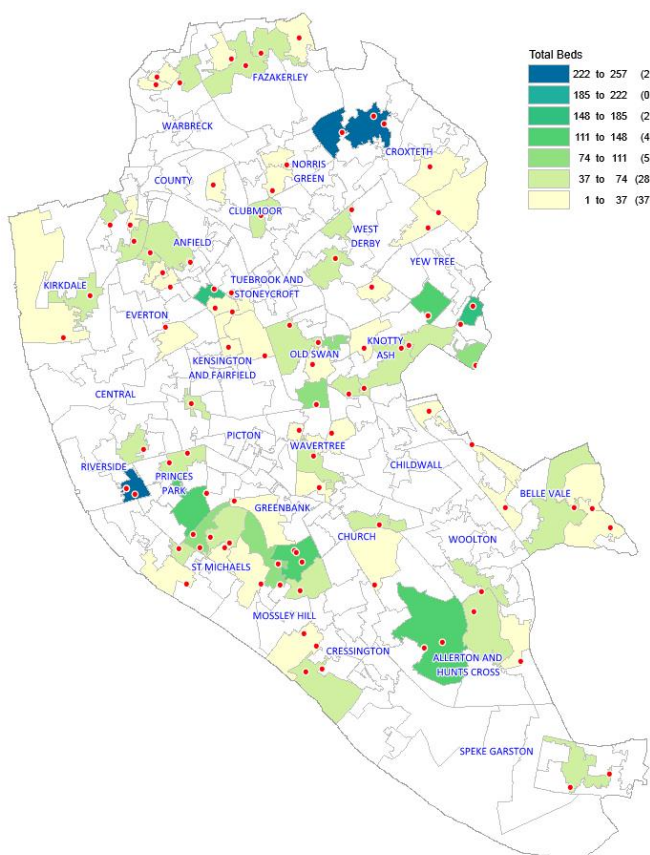 Total Beds
222 to 257 (2
185 to 222 (0
148 to 185 (2
111 to 148 (4
74 to 111 (5
37 to 74 (28
1 to 37 (37
FAZAKERLEY
WARBRECK
CROXTETH
NORRIS
GREEN
COUNTY
CLUBMOOR
WEST
DERBY
ANFIELD
YEW TREE
KIRKDALE
TUEBROOK AND
STONEYCROFT
EVERTON
KNOTTY
ASH
OLD SWAN
KENSINGTON
AND FAIRFIELD
CENTRAL
PICTON
WAVERTREE
CHILDWALL
RIVERSIDE
PRINCES
PARK
BELLE VALE
GREENBANK
CHURCH
WOOLTON
ST MICHAELS
MOSSLEY HILL
CRESSINGTON
ALLERTON AND
HUNTS CROSS
SPEKE GARSTON